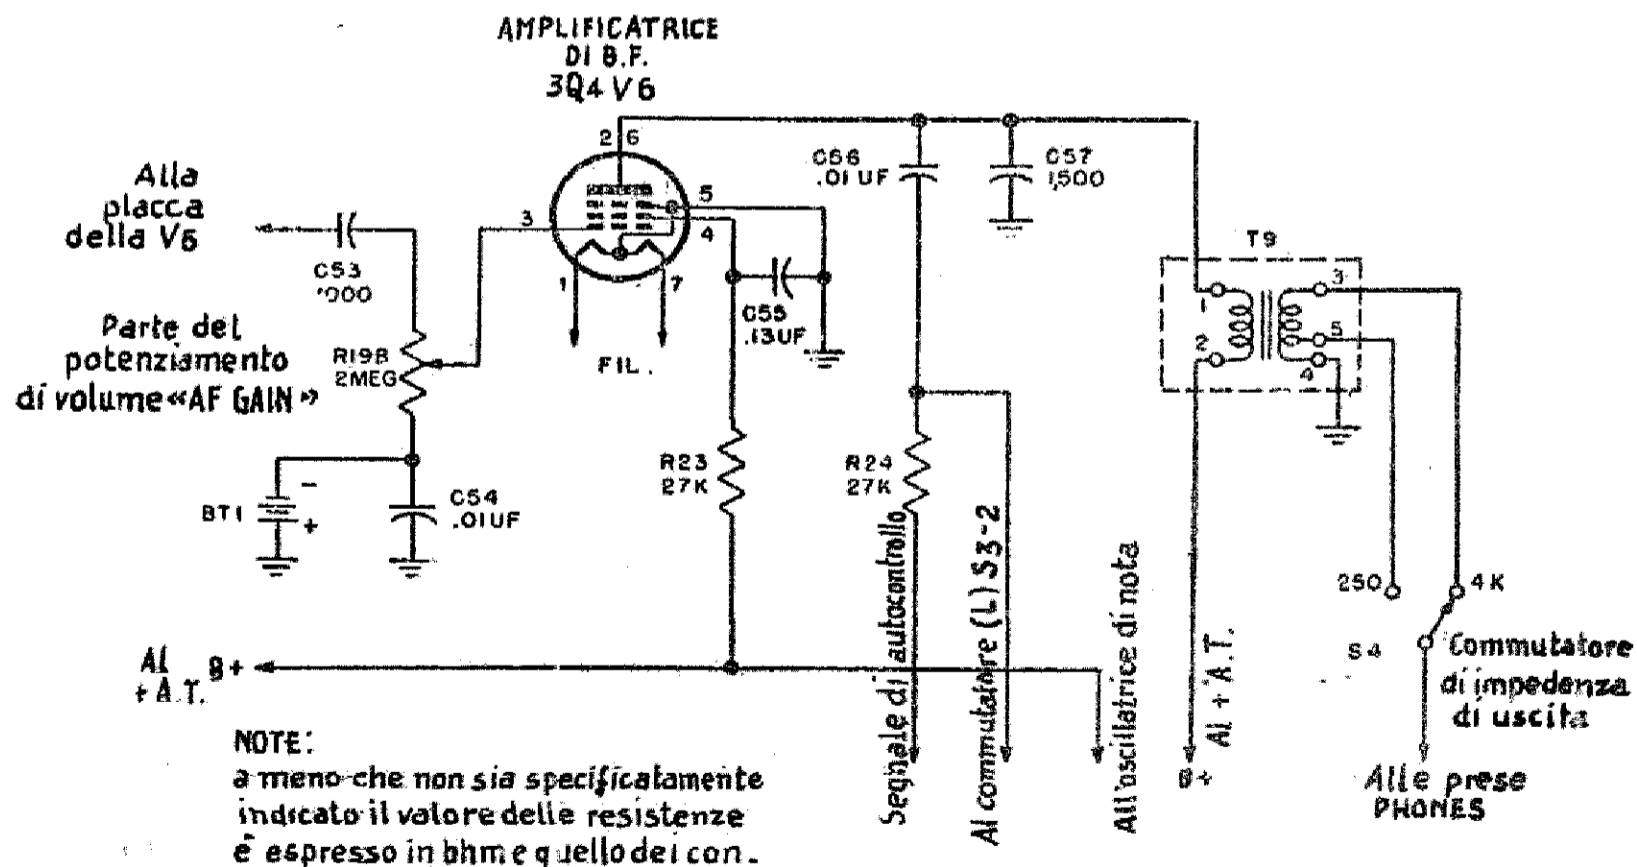 AMPLIFICATRICE
DI B.F.
3Q4 V6
2 6
5
3
4
1
7
FIL.
Alla
placca
della V6
C53
Parte del
potenziamento
di volume «AF GAIN»
R19B
2MEG
BT1
-
+
C54
.01UF
C55
.13UF
R23
27K
C56
.01 UF
C57
1,500
R24
27K
T9
1
2
3
5
4
250
4K
S4
Commutatore
di impedenza
di uscita
Alle prese
PHONES
Al
+ A.T.
B+
Segnale di autocontrollo
Al commutatore (L) S3-2
All'oscillatrice di nota
Al + A.T.
B+
NOTE:
a meno che non sia specificatamente
indicato il valore delle resistenze
è espresso in ohm e quello dei con-